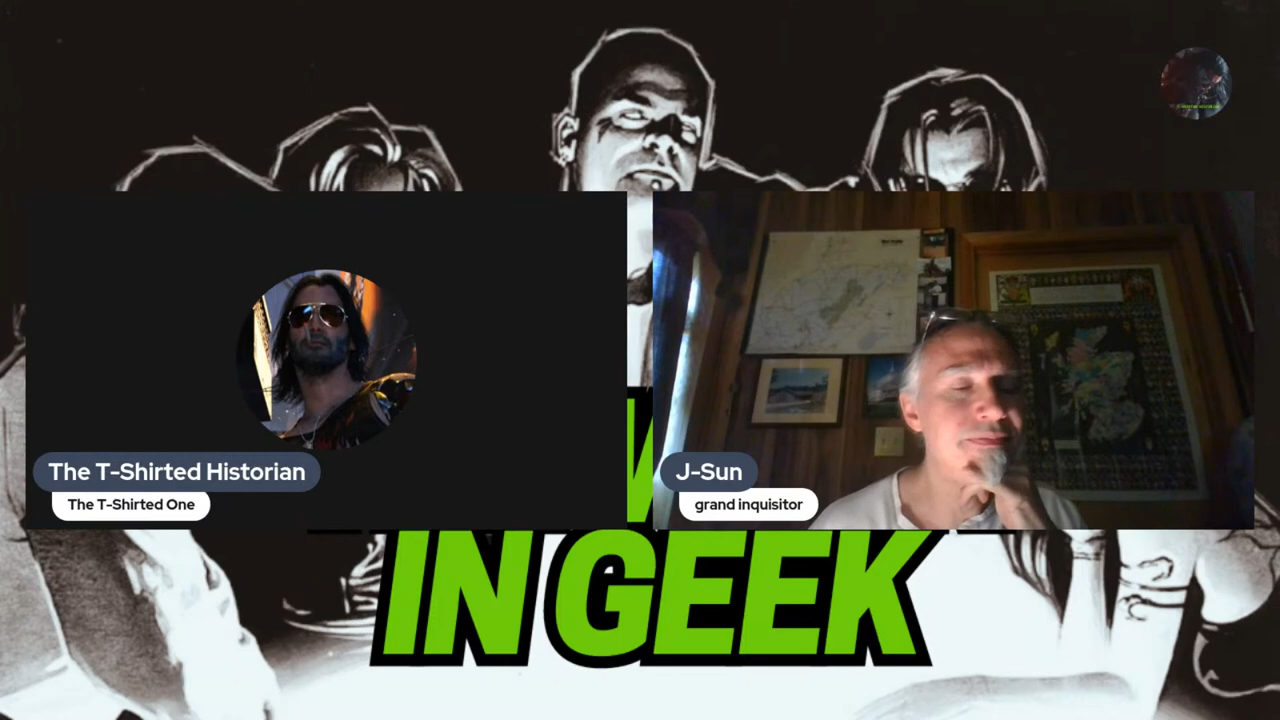 The T-Shirted Historian
The T-Shirted One
J-Sun
grand inquisitor
IN GEEK